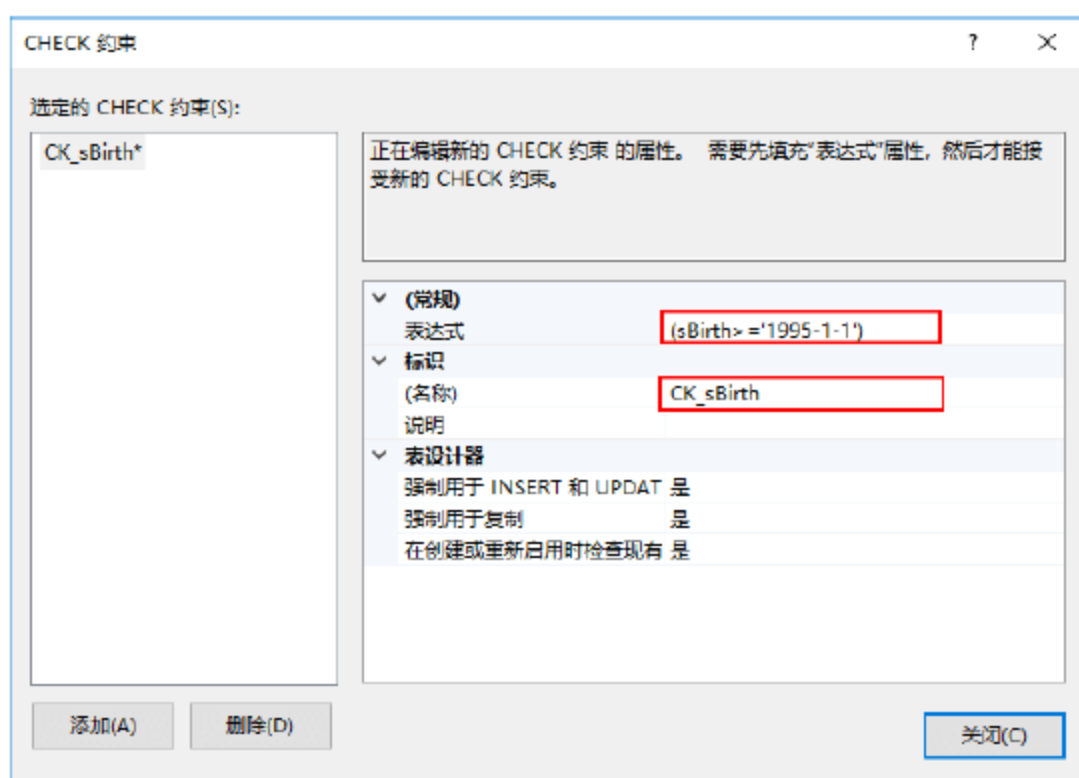 CHECK 约束
选定的 CHECK 约束(S):
CK_sBirth*
正在编辑新的 CHECK 约束 的属性。 需要先填充"表达式"属性，然后才能接
受新的 CHECK 约束。
(常规)
表达式 (sBirth> ='1995-1-1')
标识
(名称) CK_sBirth
说明
表设计器
强制用于 INSERT 和 UPDAT 是
强制用于复制 是
在创建或重新启用时检查现有 是
添加(A) 删除(D)
关闭(C)